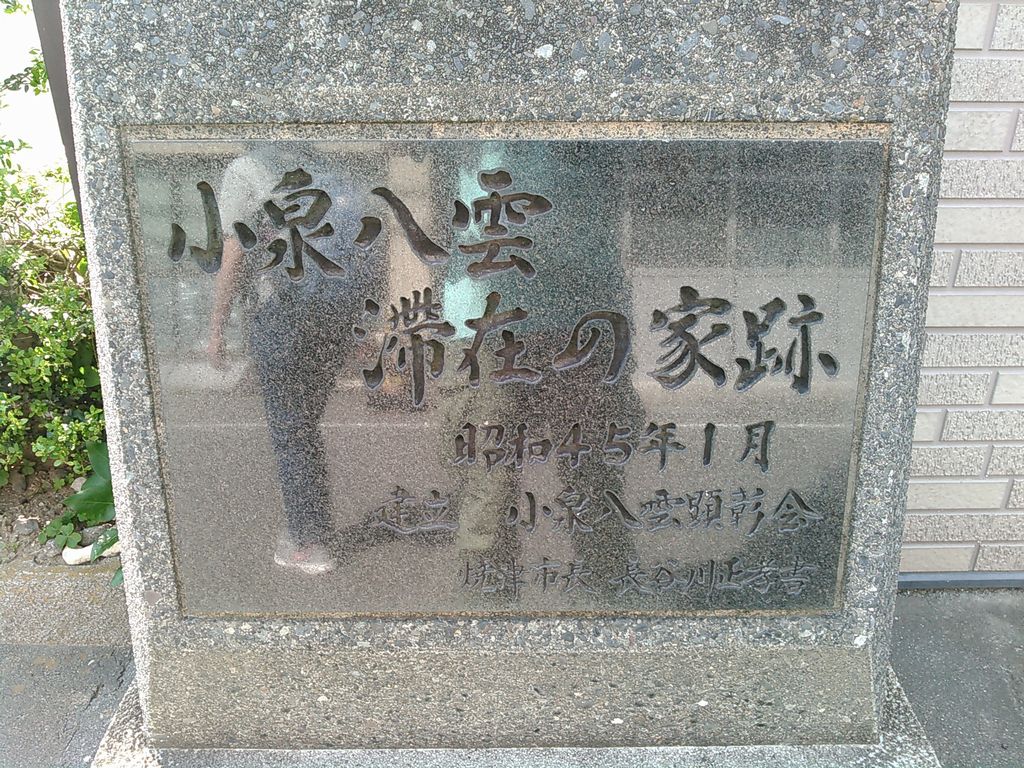 小泉八雲
滞在の家跡
昭和45年1月
建立 小泉八雲顕彰会
焼津市長 長谷川正孝書